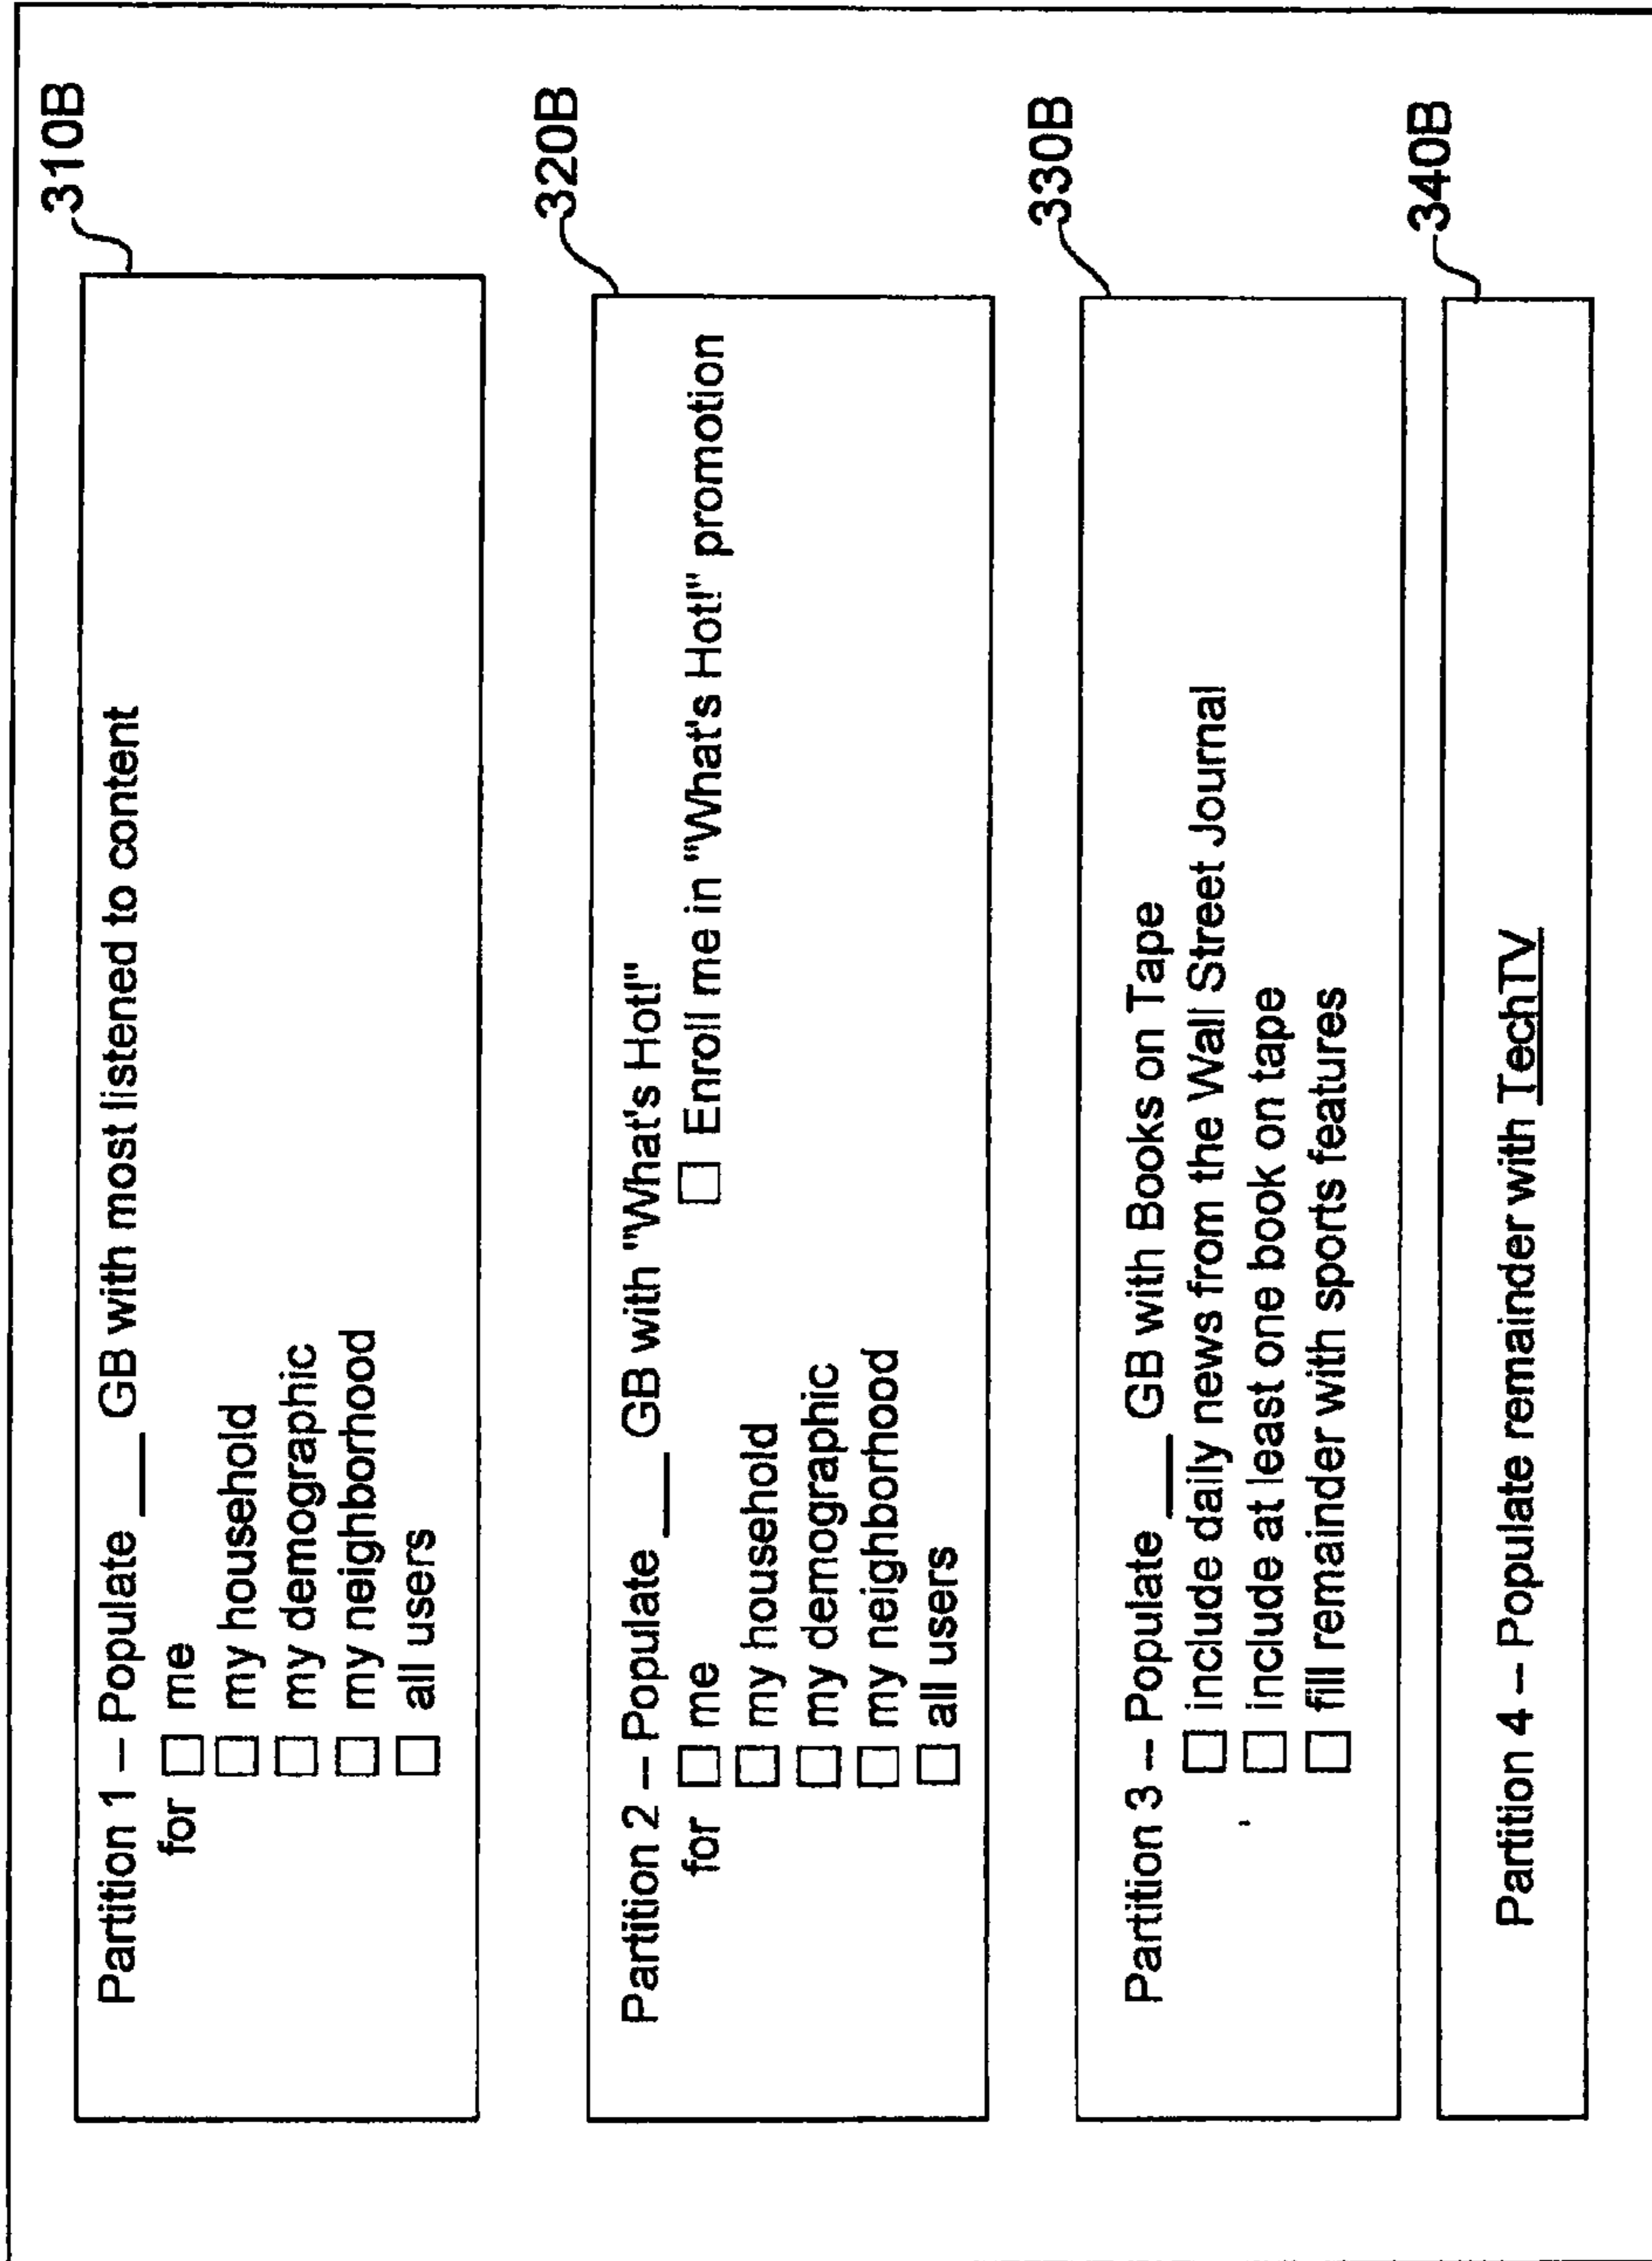 310B
Partition 1 – Populate ___ GB with most listened to content
for ☐ me
☐ my household
☐ my demographic
☐ my neighborhood
☐ all users
320B
Partition 2 – Populate ___ GB with "What's Hot!"
for ☐ me ☐ Enroll me in "What's Hot!" promotion
☐ my household
☐ my demographic
☐ my neighborhood
☐ all users
330B
Partition 3 -- Populate ___ GB with Books on Tape
☐ include daily news from the Wall Street Journal
☐ include at least one book on tape
☐ fill remainder with sports features
340B
Partition 4 – Populate remainder with TechTV